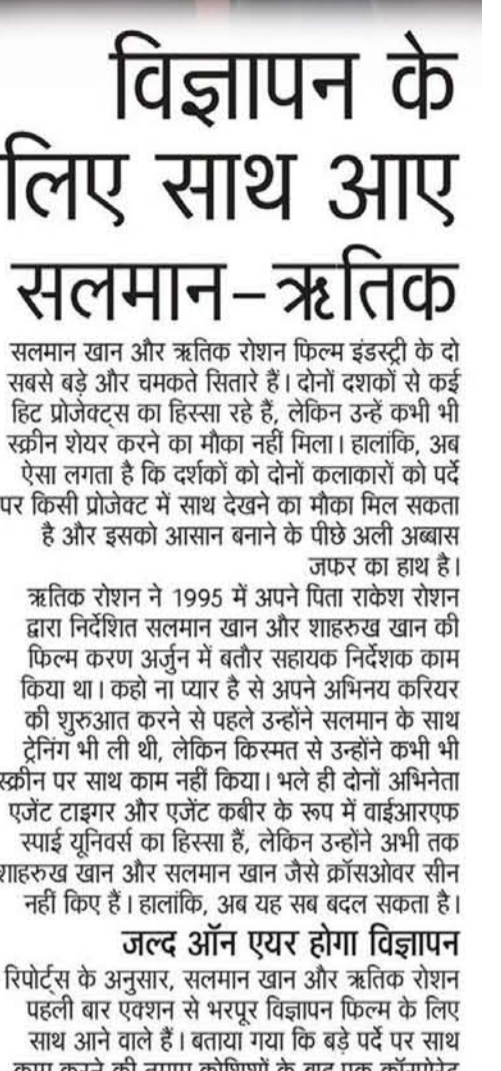 विज्ञापन के
लिए साथ आए
सलमान-ऋतिक
सलमान खान और ऋतिक रोशन फिल्म इंडस्ट्री के दो
सबसे बड़े और चमकते सितारे हैं। दोनों दशकों से कई
हिट प्रोजेक्ट्स का हिस्सा रहे हैं, लेकिन उन्हें कभी भी
स्क्रीन शेयर करने का मौका नहीं मिला। हालांकि, अब
ऐसा लगता है कि दर्शकों को दोनों कलाकारों को पर्दे
पर किसी प्रोजेक्ट में साथ देखने का मौका मिल सकता
है और इसको आसान बनाने के पीछे अली अब्बास
जफर का हाथ है।
ऋतिक रोशन ने 1995 में अपने पिता राकेश रोशन
द्वारा निर्देशित सलमान खान और शाहरुख खान की
फिल्म करण अर्जुन में बतौर सहायक निर्देशक काम
किया था। कहो ना प्यार है से अपने अभिनय करियर
की शुरुआत करने से पहले उन्होंने सलमान के साथ
ट्रेनिंग भी ली थी, लेकिन किस्मत से उन्होंने कभी भी
स्क्रीन पर साथ काम नहीं किया। भले ही दोनों अभिनेता
एजेंट टाइगर और एजेंट कबीर के रूप में वाईआरएफ
स्पाई यूनिवर्स का हिस्सा हैं, लेकिन उन्होंने अभी तक
शाहरुख खान और सलमान खान जैसे क्रॉसओवर सीन
नहीं किए हैं। हालांकि, अब यह सब बदल सकता है।
जल्द ऑन एयर होगा विज्ञापन
रिपोर्ट्स के अनुसार, सलमान खान और ऋतिक रोशन
पहली बार एक्शन से भरपूर विज्ञापन फिल्म के लिए
साथ आने वाले हैं। बताया गया कि बड़े पर्दे पर साथ
काम करने की तमाम कोशिशों के बाद एक कॉरपोरेट